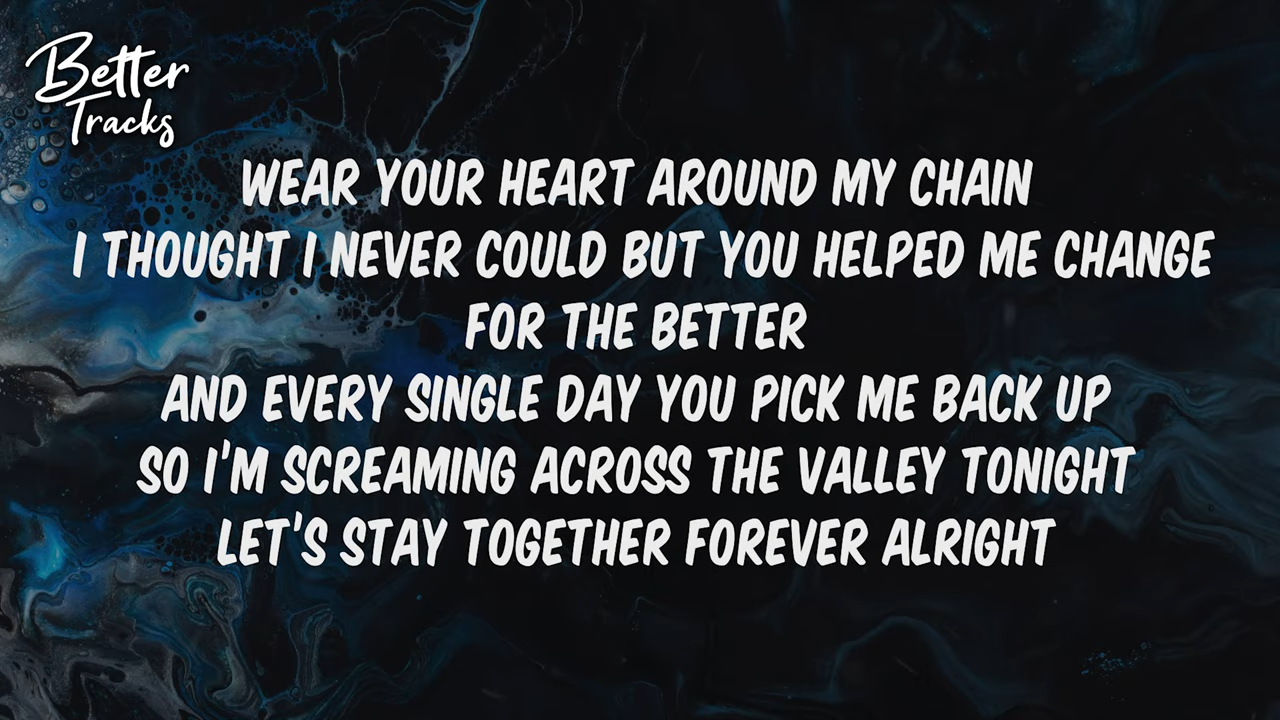 Better
Tracks
WEAR YOUR HEART AROUND MY CHAIN
I THOUGHT I NEVER COULD BUT YOU HELPED ME CHANGE
FOR THE BETTER
AND EVERY SINGLE DAY YOU PICK ME BACK UP
SO I'M SCREAMING ACROSS THE VALLEY TONIGHT
LET'S STAY TOGETHER FOREVER ALRIGHT